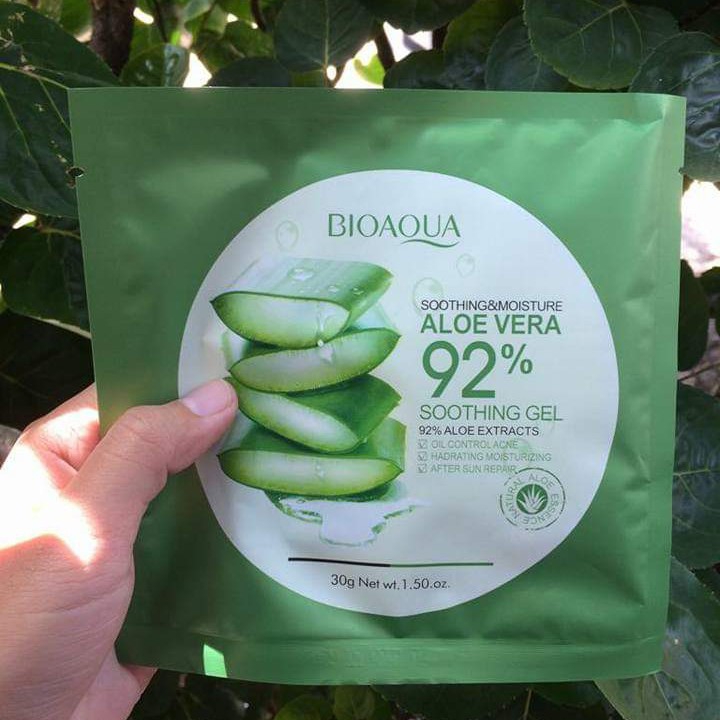 BIOAQUA
SOOTHING&MOISTURE
ALOE VERA
92%
SOOTHING GEL
92% ALOE EXTRACTS
OIL CONTROL ACNE
HADRATING MOISTURIZING
AFTER SUN REPAIR
NATURAL ALOE ESSENCE
30g Net wt.1.50.oz.